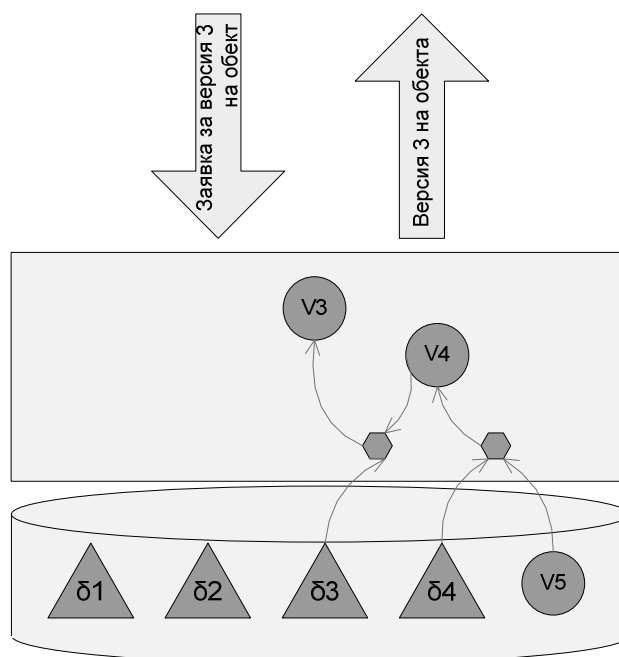 Заявка за версия 3
на обект
Версия 3 на обекта
V3
V4
δ1
δ2
δ3
δ4
V5